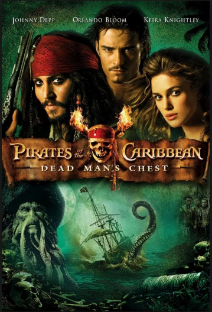 JOHNNY DEPP ORLANDO BLOOM KEIRA KNIGHTLEY
PIRATES OF THE CARIBBEAN
DEAD MAN'S CHEST